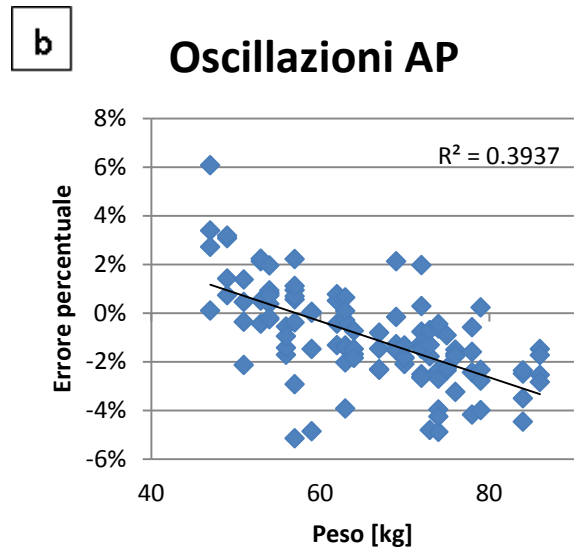 b
Oscillazioni AP
8%
6%
4%
2%
0%
-2%
-4%
-6%
R² = 0.3937
Errore percentuale
40
60
80
Peso [kg]